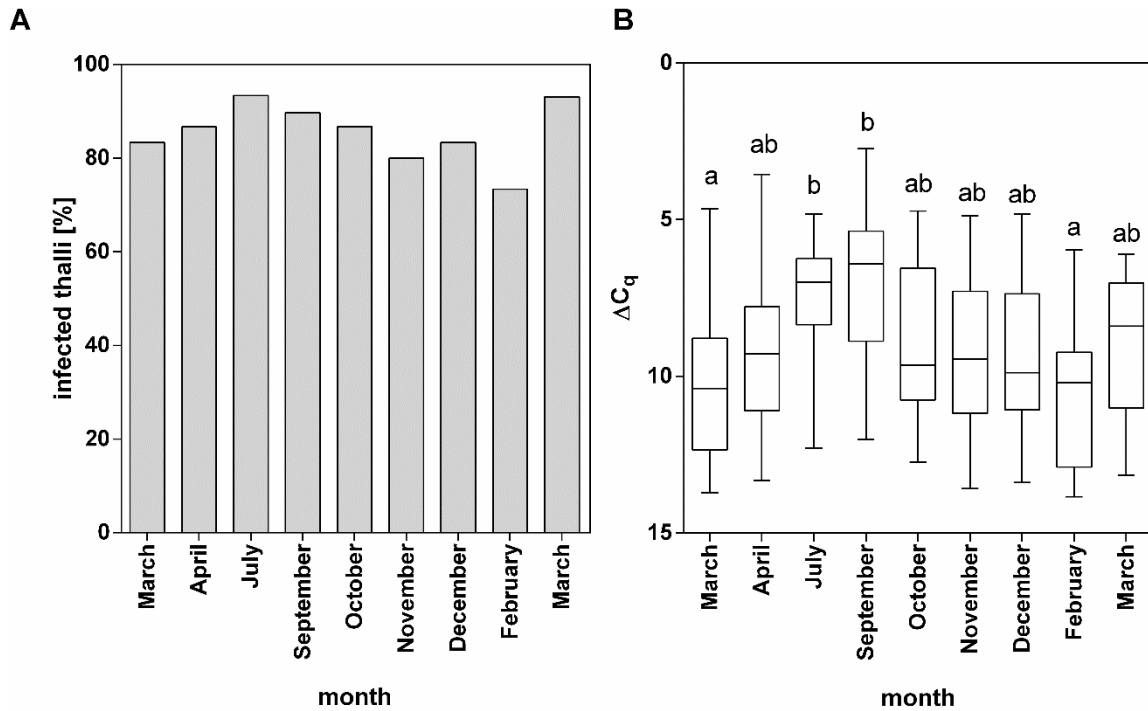 A
infected thalli [%]
100
80
60
40
20
0
March
April
July
September
October
November
December
February
March
month
B
ΔCq
0
5
10
15
a
ab
b
b
ab
ab
ab
a
ab
March
April
July
September
October
November
December
February
March
month